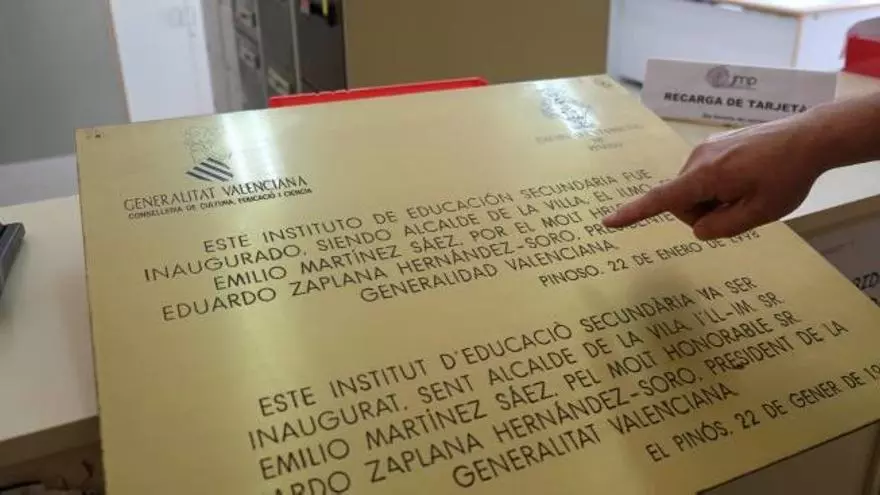 GENERALITAT VALENCIANA
CONSELLERIA DE CULTURA, EDUCACIÓ I CIÈNCIA
RECARGA DE TARJETA
ESTE INSTITUTO DE EDUCACIÓN SECUNDARIA FUE
INAUGURADO, SIENDO ALCALDE DE LA VILLA, EL ILMO
EMILIO MARTÍNEZ SÁEZ, POR EL MOLT
EDUARDO ZAPLANA HERNÁNDEZ-SORO,
GENERALIDAD VALENCIANA.
PINOSO, 22 DE ENERO DE 1998
ESTE INSTITUT D'EDUCACIÓ SECUNDÀRIA VA SER
INAUGURAT, SENT ALCALDE DE LA VILA, I'LL-IM. SR.
EMILIO MARTÍNEZ SÁEZ, PEL MOLT HONORABLE SR.
ARDO ZAPLANA HERNÁNDEZ-SORO, PRESIDENT DE LA
GENERALITAT VALENCIANA.
EL PINÓS, 22 DE GENER DE